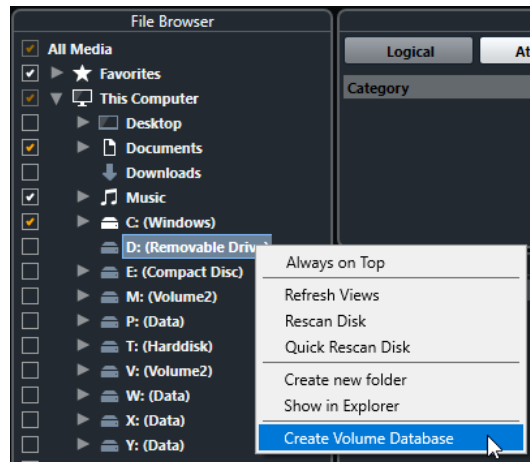 File Browser
All Media
Favorites
This Computer
Desktop
Documents
Downloads
Music
C: (Windows)
D: (Removable Driv
E: (Compact Disc)
M: (Volume2)
P: (Data)
T: (Harddisk)
V: (Volume2)
W: (Data)
X: (Data)
Y: (Data)
Logical
At
Category
Always on Top
Refresh Views
Rescan Disk
Quick Rescan Disk
Create new folder
Show in Explorer
Create Volume Database